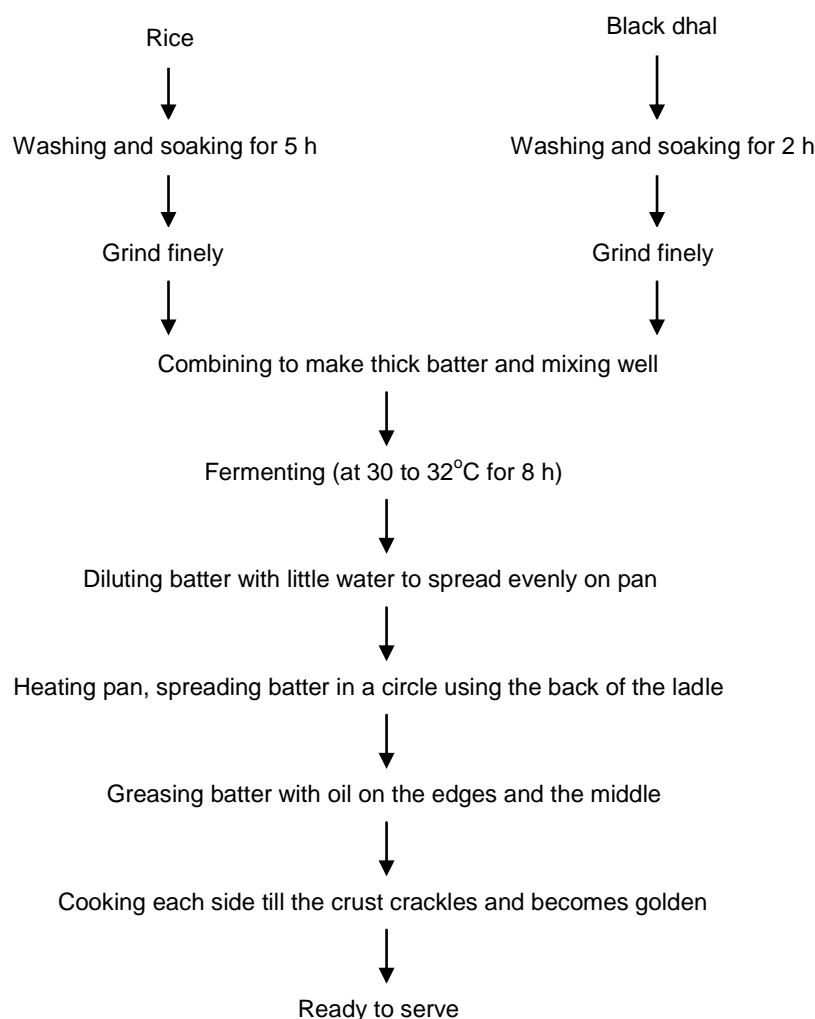 Rice
Black dhal
Washing and soaking for 5 h
Washing and soaking for 2 h
Grind finely
Grind finely
Combining to make thick batter and mixing well
Fermenting (at 30 to 32°C for 8 h)
Diluting batter with little water to spread evenly on pan
Heating pan, spreading batter in a circle using the back of the ladle
Greasing batter with oil on the edges and the middle
Cooking each side till the crust crackles and becomes golden
Ready to serve